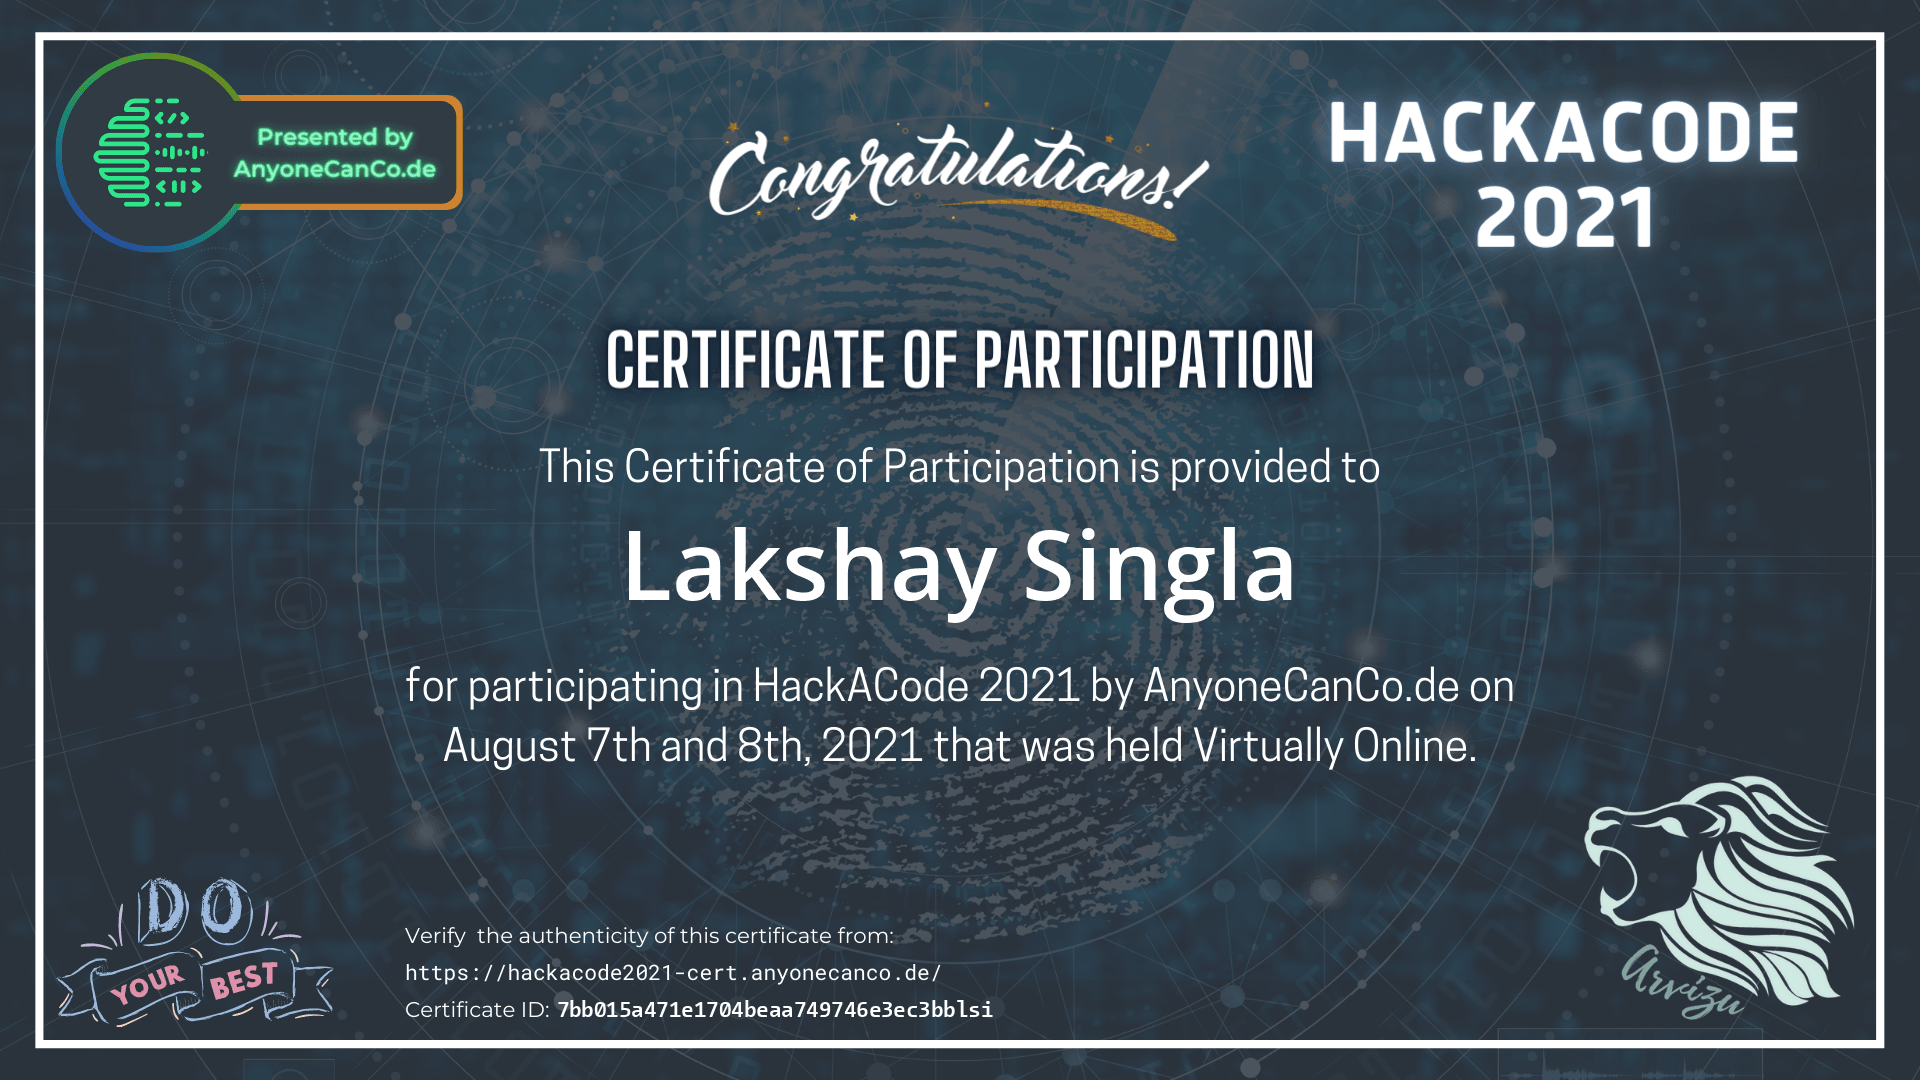 Presented by
AnyoneCanCo.de
Congratulations!
HACKACODE
2021
CERTIFICATE OF PARTICIPATION
This Certificate of Participation is provided to
Lakshay Singla
for participating in HackACode 2021 by AnyoneCanCo.de on
August 7th and 8th, 2021 that was held Virtually Online.
DO
YOUR BEST
Verify the authenticity of this certificate from:
https://hackacode2021-cert.anyonecanco.de/
Certificate ID: 7bb015a471e1704beaa749746e3ec3bblsi
Arvizu